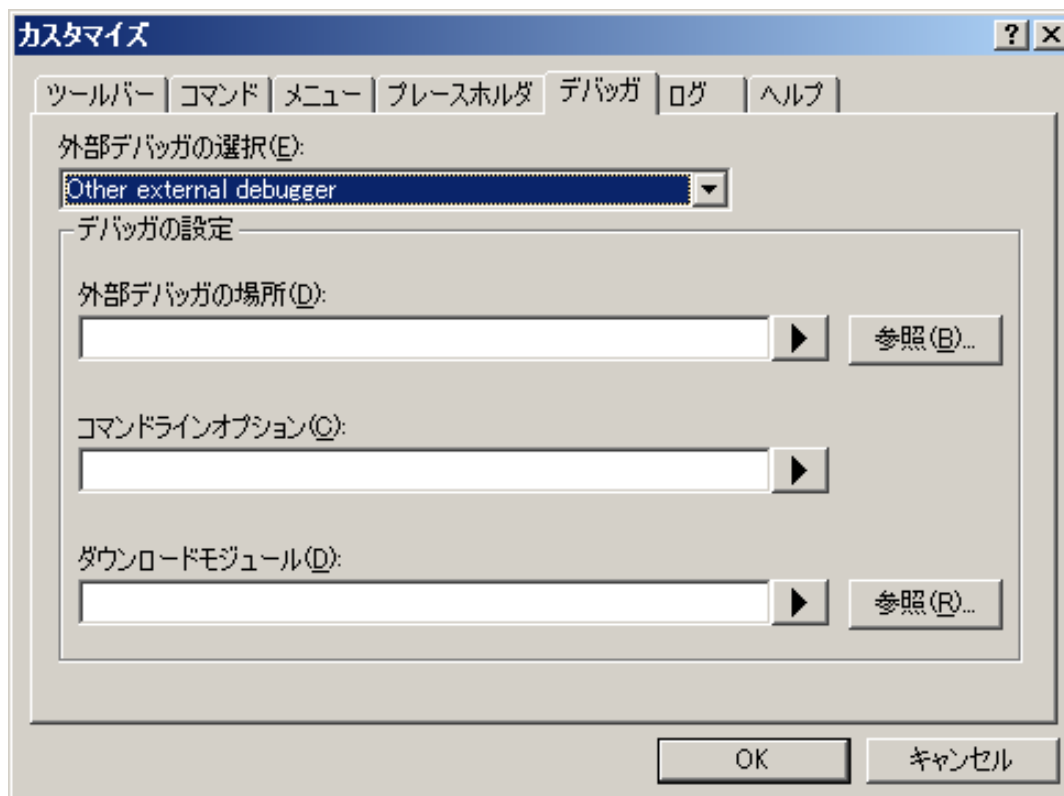 カスタマイズ
ツールバー コマンド メニュー プレースホルダ デバッガ ログ ヘルプ
外部デバッガの選択(E):
Other external debugger
デバッガの設定
外部デバッガの場所(D):
参照(B)...
コマンドラインオプション(C):
ダウンロードモジュール(D):
参照(R)...
OK キャンセル